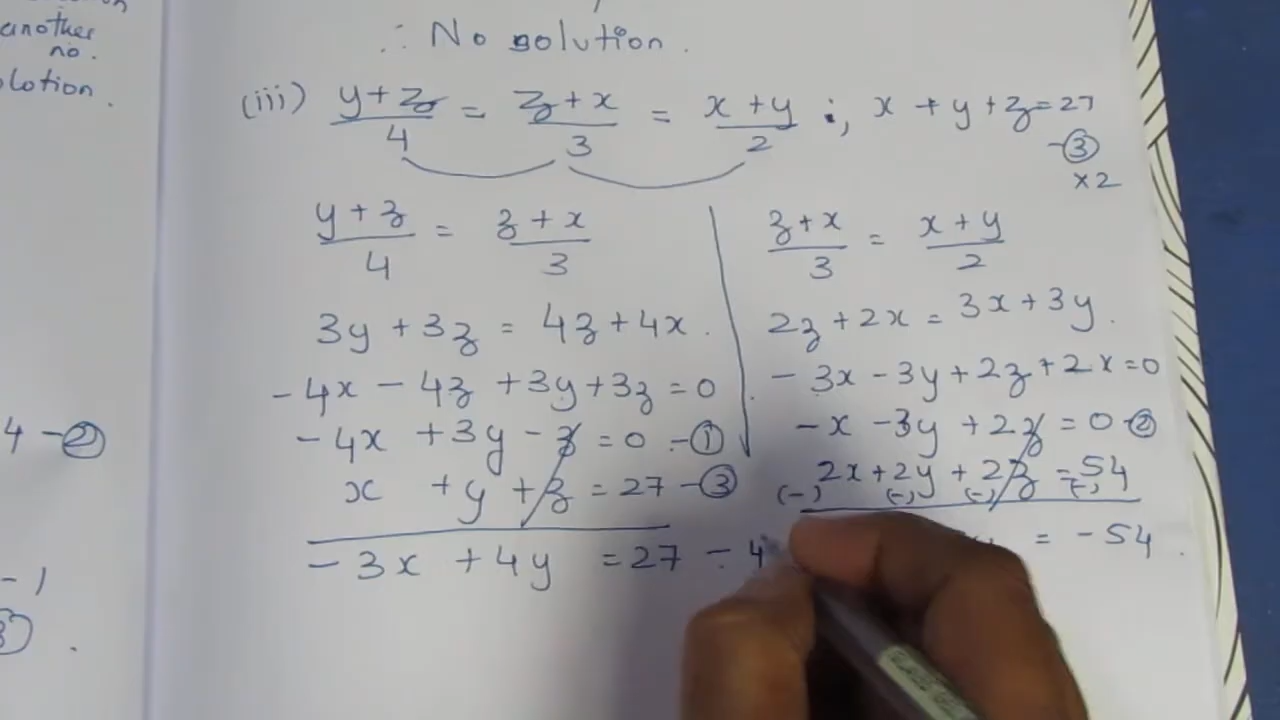 another
no.
∴ No solution.
lotion.
(iii) y+z/4 = z+x/3 = x+y/2 ; , x + y + z = 27
-③
×2
y+z/4 = z+x/3
z+x/3 = x+y/2
3y + 3z = 4z + 4x.
2z + 2x = 3x + 3y.
-4x - 4z + 3y + 3z = 0
-3x - 3y + 2z + 2x = 0
4 -②
-4x + 3y - z = 0 -①
-x - 3y + 2z = 0 -②
x + y + z = 27 -③
2x + 2y + 2z = 54
(-) (-) (-) (-)
-3x + 4y = 27 - 4
= -54.
-1